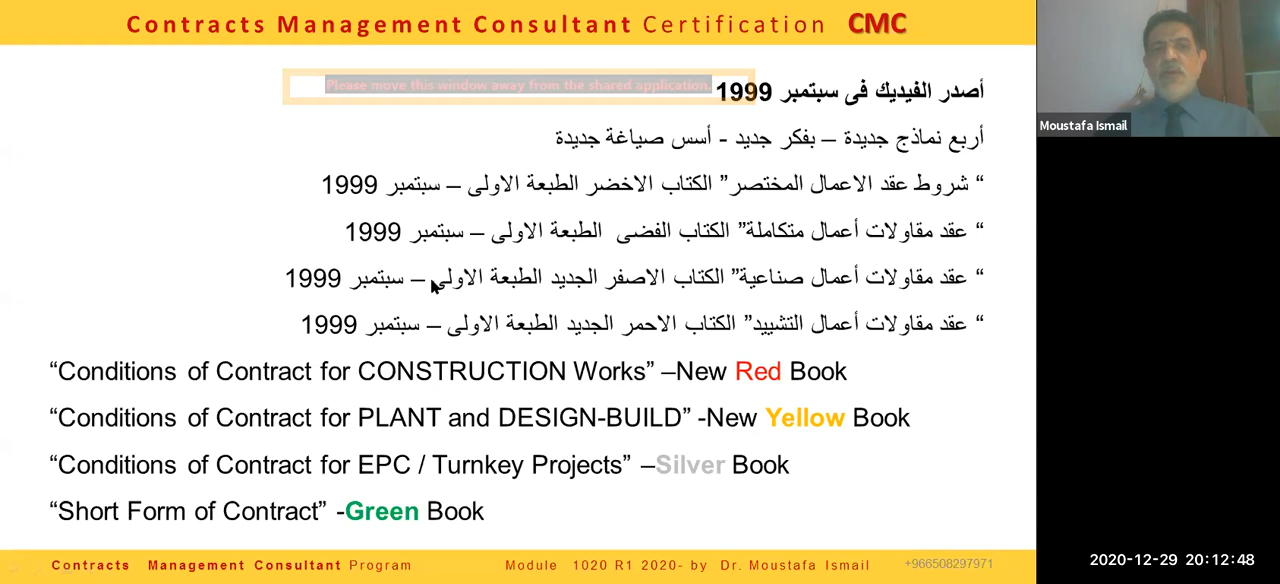 Contracts Management Consultant Certification CMC
Please move this window away from the shared application.
أصدر الفيديك فى سبتمبر 1999
أربع نماذج جديدة – بفكر جديد - أسس صياغة جديدة
“ شروط عقد الاعمال المختصر” الكتاب الاخضر الطبعة الاولى – سبتمبر 1999
“ عقد مقاولات أعمال متكاملة” الكتاب الفضى الطبعة الاولى – سبتمبر 1999
“ عقد مقاولات أعمال صناعية” الكتاب الاصفر الجديد الطبعة الاولى – سبتمبر 1999
“ عقد مقاولات أعمال التشييد” الكتاب الاحمر الجديد الطبعة الاولى – سبتمبر 1999
“Conditions of Contract for CONSTRUCTION Works” –New Red Book
“Conditions of Contract for PLANT and DESIGN-BUILD” -New Yellow Book
“Conditions of Contract for EPC / Turnkey Projects” –Silver Book
“Short Form of Contract” -Green Book
Contracts Management Consultant Program
Module 1020 R1 2020- by Dr. Moustafa Ismail
+966508297971
Moustafa Ismail
2020-12-29 20:12:48